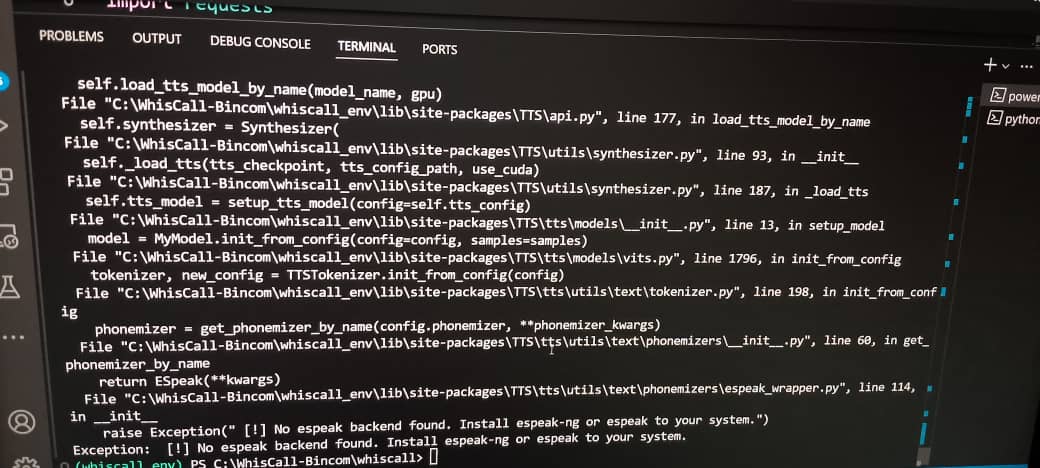 import requests
PROBLEMS OUTPUT DEBUG CONSOLE TERMINAL PORTS
self.load_tts_model_by_name(model_name, gpu)
File "C:\WhisCall-Bincom\whiscall_env\lib\site-packages\TTS\api.py", line 177, in load_tts_model_by_name
self.synthesizer = Synthesizer(
File "C:\WhisCall-Bincom\whiscall_env\lib\site-packages\TTS\utils\synthesizer.py", line 93, in __init__
self._load_tts(tts_checkpoint, tts_config_path, use_cuda)
File "C:\WhisCall-Bincom\whiscall_env\lib\site-packages\TTS\utils\synthesizer.py", line 187, in _load_tts
self.tts_model = setup_tts_model(config=self.tts_config)
File "C:\WhisCall-Bincom\whiscall_env\lib\site-packages\TTS\tts\models\__init__.py", line 13, in setup_model
model = MyModel.init_from_config(config=config, samples=samples)
File "C:\WhisCall-Bincom\whiscall_env\lib\site-packages\TTS\tts\models\vits.py", line 1796, in init_from_config
tokenizer, new_config = TTSTokenizer.init_from_config(config)
File "C:\WhisCall-Bincom\whiscall_env\lib\site-packages\TTS\tts\utils\text\tokenizer.py", line 198, in init_from_conf
ig
phonemizer = get_phonemizer_by_name(config.phonemizer, **phonemizer_kwargs)
File "C:\WhisCall-Bincom\whiscall_env\lib\site-packages\TTS\tts\utils\text\phonemizers\__init__.py", line 60, in get_
phonemizer_by_name
return ESpeak(**kwargs)
File "C:\WhisCall-Bincom\whiscall_env\lib\site-packages\TTS\tts\utils\text\phonemizers\espeak_wrapper.py", line 114,
in __init__
raise Exception(" [!] No espeak backend found. Install espeak-ng or espeak to your system.")
Exception: [!] No espeak backend found. Install espeak-ng or espeak to your system.
(whiscall_env) PS C:\WhisCall-Bincom\whiscall>
power
python